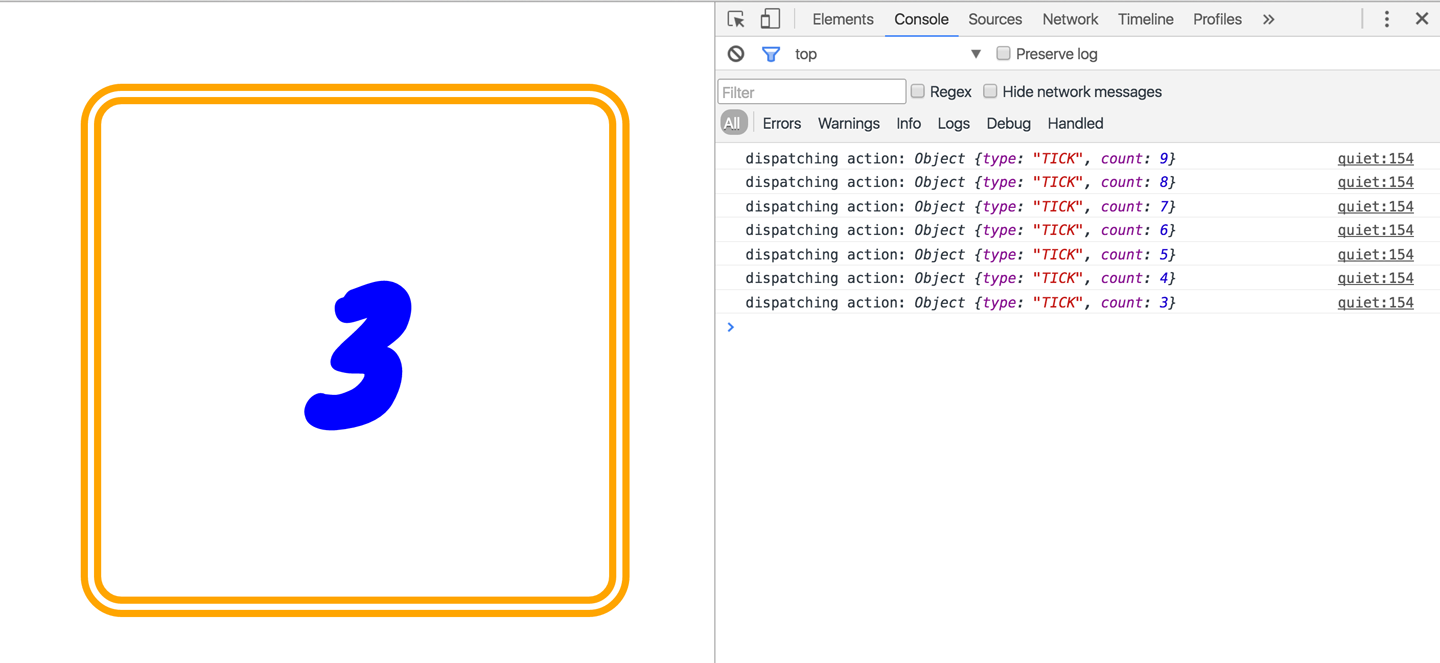 3
Elements Console Sources Network Timeline Profiles »
top ▼ Preserve log
Filter Regex Hide network messages
All Errors Warnings Info Logs Debug Handled
dispatching action: Object {type: "TICK", count: 9} quiet:154
dispatching action: Object {type: "TICK", count: 8} quiet:154
dispatching action: Object {type: "TICK", count: 7} quiet:154
dispatching action: Object {type: "TICK", count: 6} quiet:154
dispatching action: Object {type: "TICK", count: 5} quiet:154
dispatching action: Object {type: "TICK", count: 4} quiet:154
dispatching action: Object {type: "TICK", count: 3} quiet:154
>